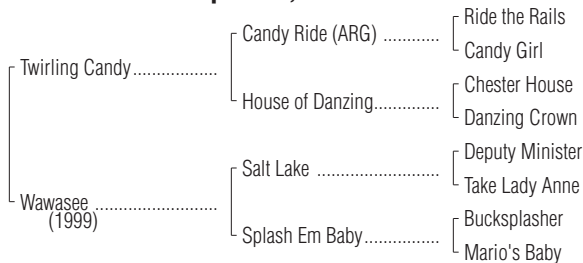 Ride the Rails
Candy Ride (ARG) ............
Candy Girl
Twirling Candy..................
Chester House
House of Danzing..............
Danzing Crown
Deputy Minister
Salt Lake .........................
Take Lady Anne
Wawasee ..........................
(1999)
Bucksplasher
Splash Em Baby................
Mario's Baby